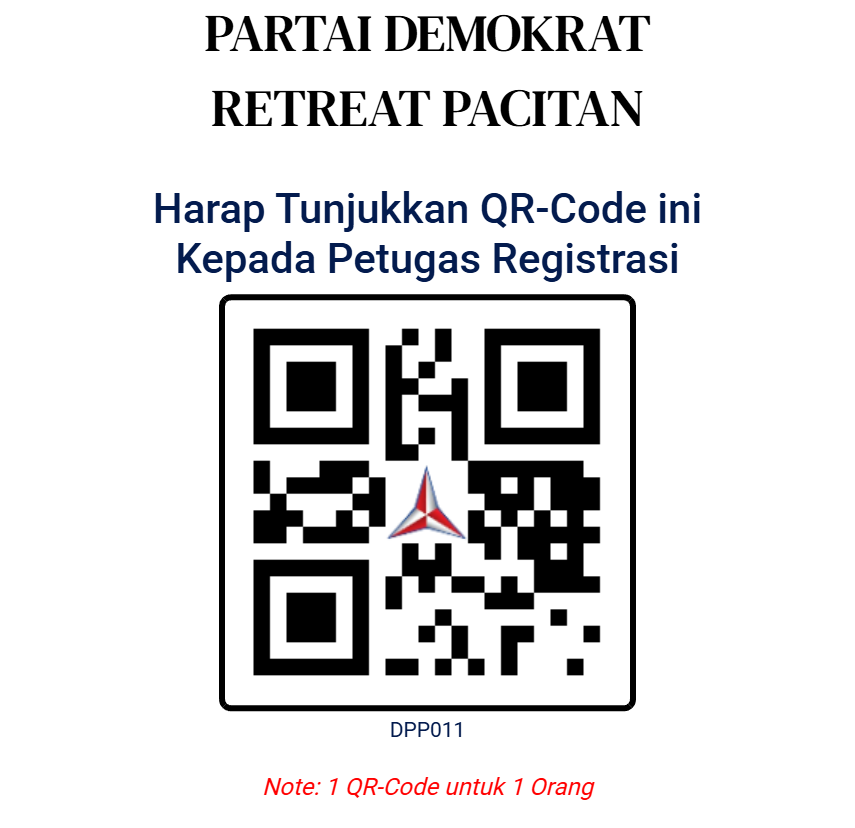 PARTAI DEMOKRAT
RETREAT PACITAN
Harap Tunjukkan QR-Code ini
Kepada Petugas Registrasi
DPP011
Note: 1 QR-Code untuk 1 Orang